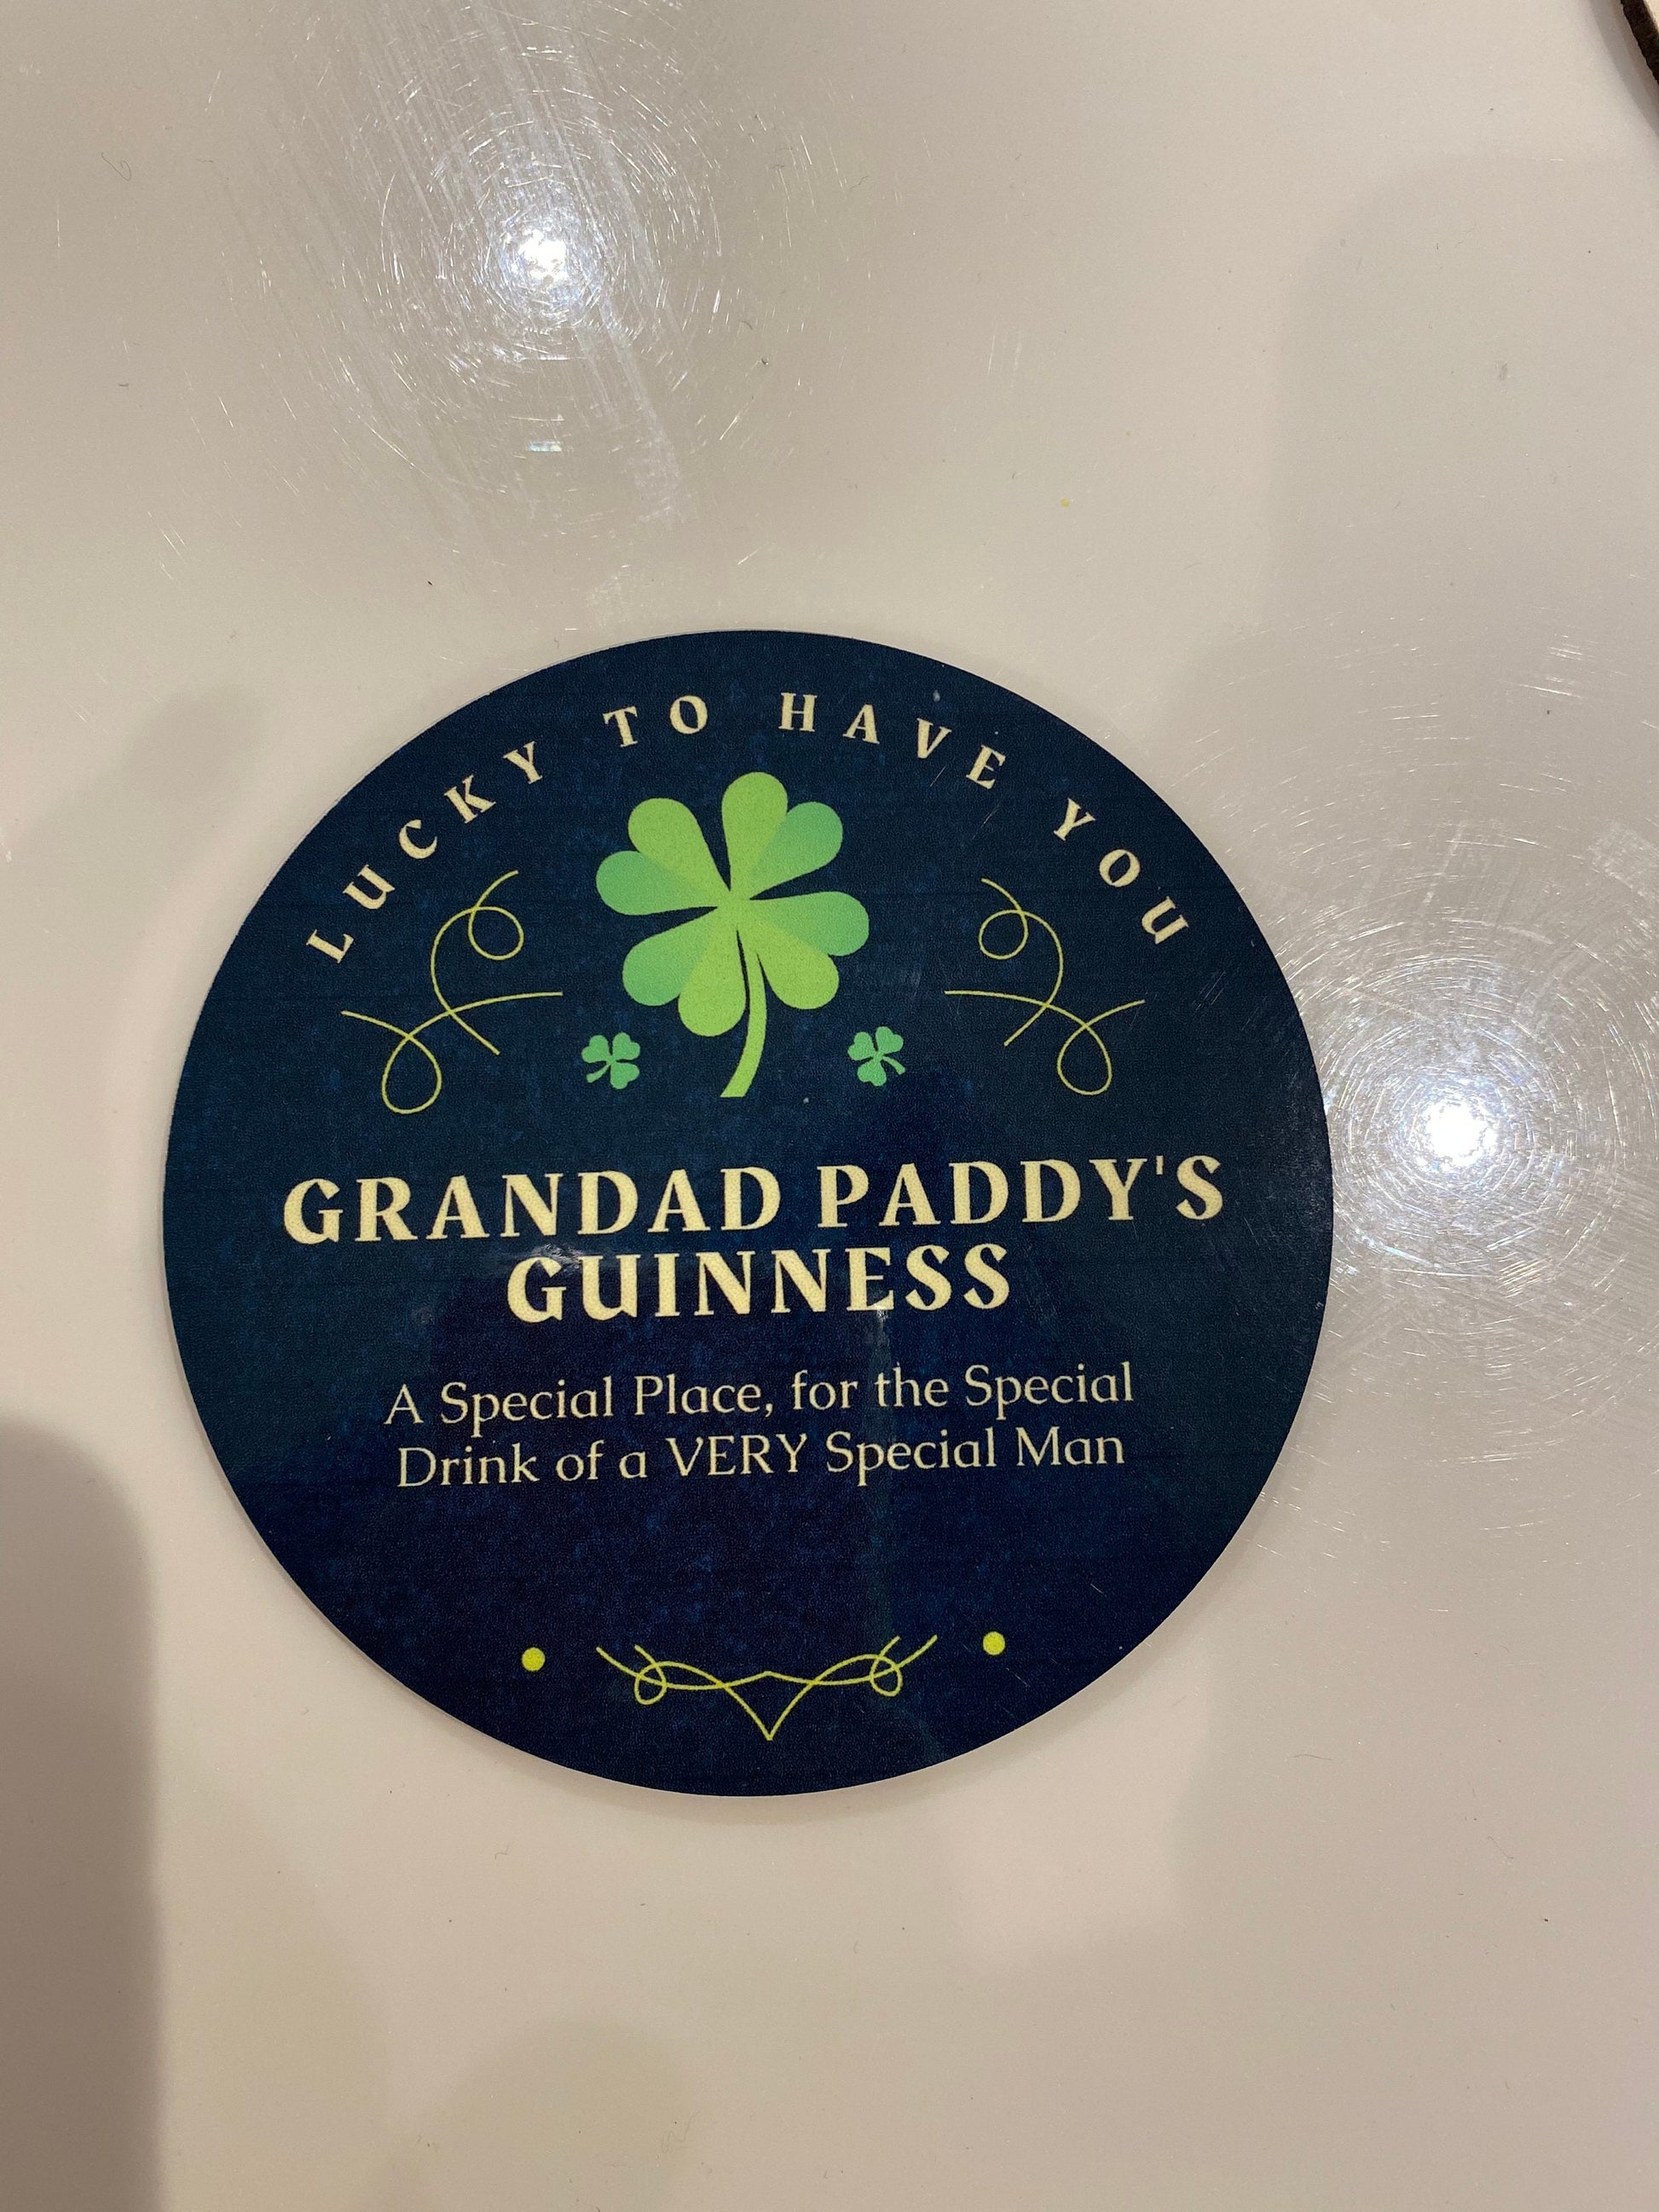 LUCKY TO HAVE YOU
GRANDAD PADDY'S
GUINNESS
A Special Place, for the Special
Drink of a VERY Special Man